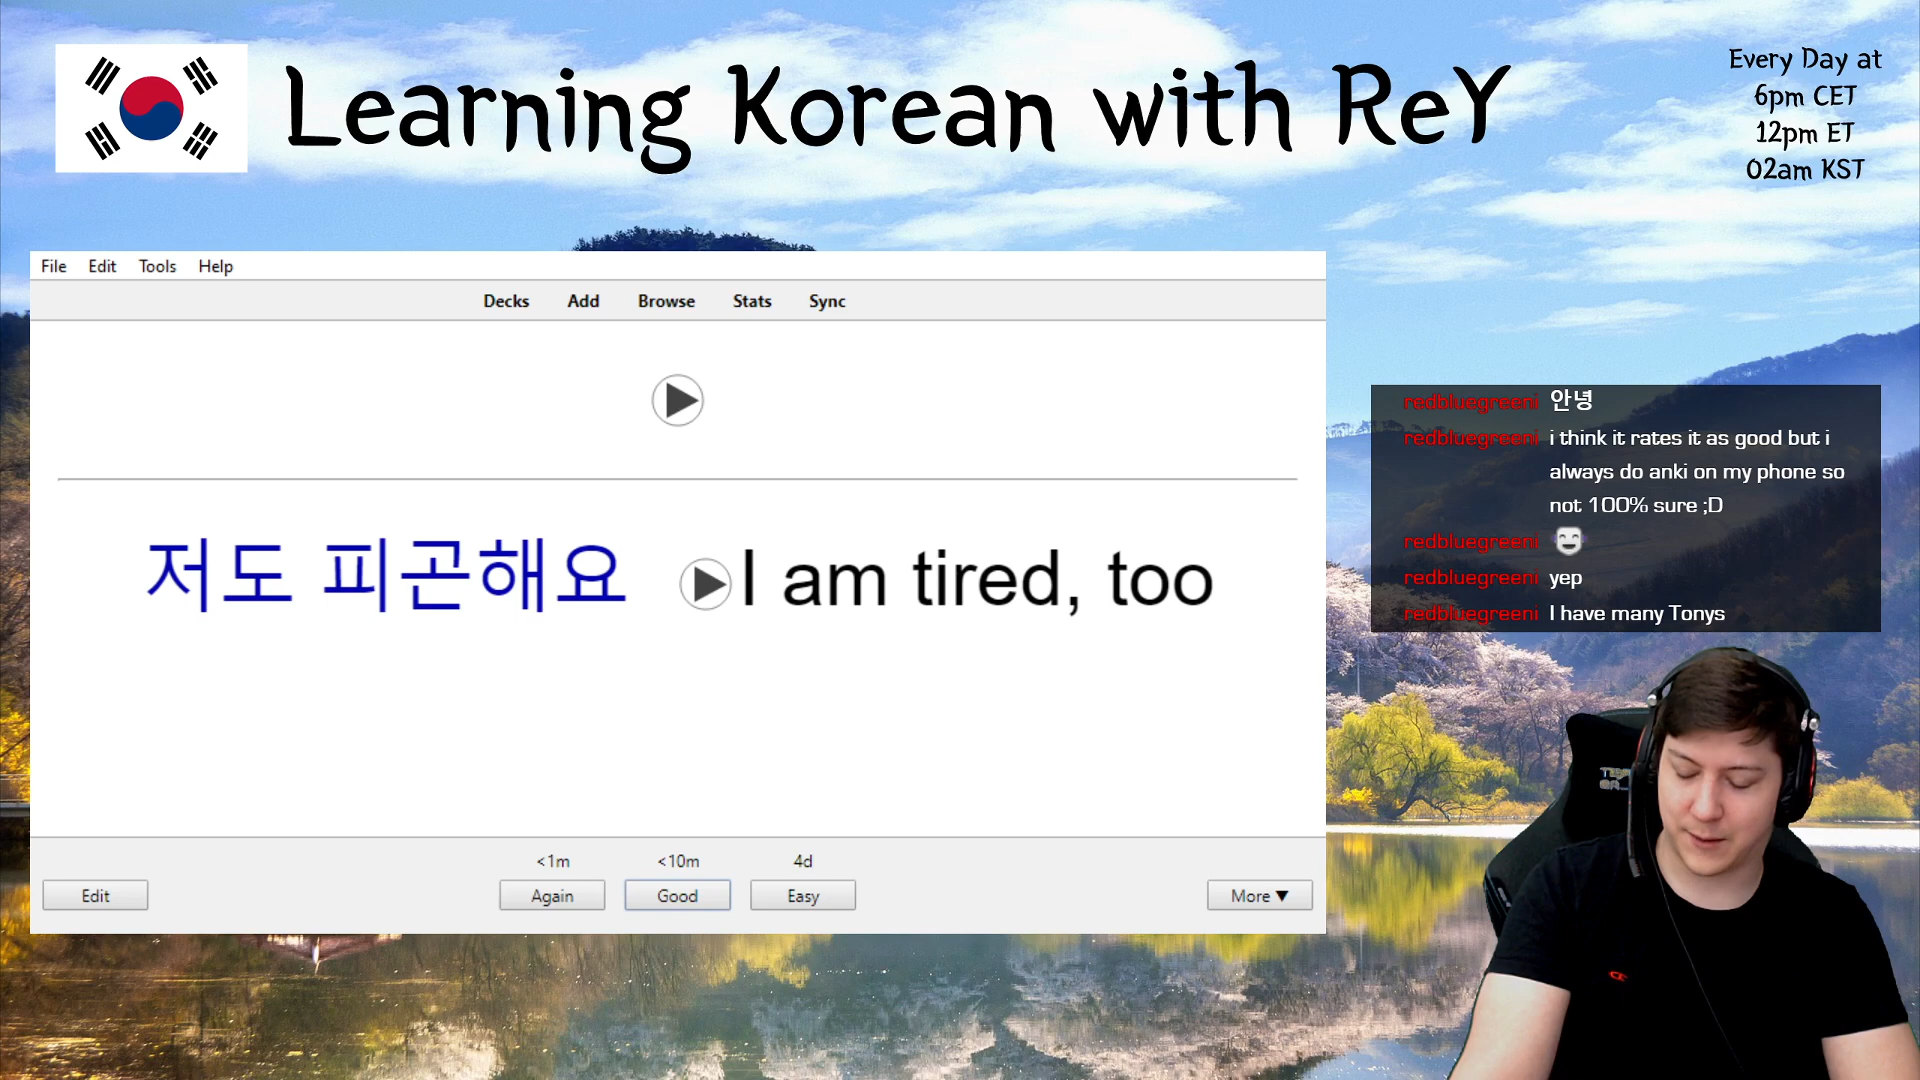 Learning Korean with ReY
Every Day at
6pm CET
12pm ET
02am KST
File Edit Tools Help
Decks Add Browse Stats Sync
저도 피곤해요 I am tired, too
<1m <10m 4d
Edit Again Good Easy More ▼
redbluegreeni 안녕
redbluegreeni i think it rates it as good but i
always do anki on my phone so
not 100% sure ;D
redbluegreeni
redbluegreeni yep
redbluegreeni I have many Tonys